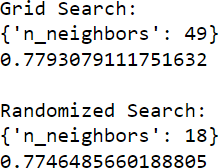 Grid Search:
{'n_neighbors': 49}
0.7793079111751632

Randomized Search:
{'n_neighbors': 18}
0.7746485660188805